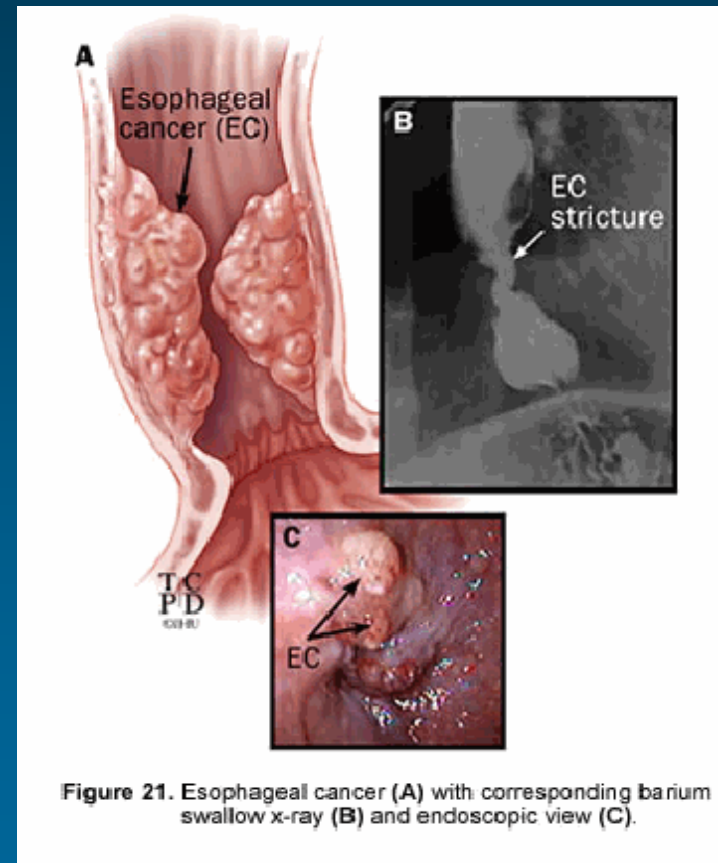 A
Esophageal
cancer (EC)
B
EC
stricture
C
EC
T C
P D
Figure 21. Esophageal cancer (A) with corresponding barium
swallow x-ray (B) and endoscopic view (C).